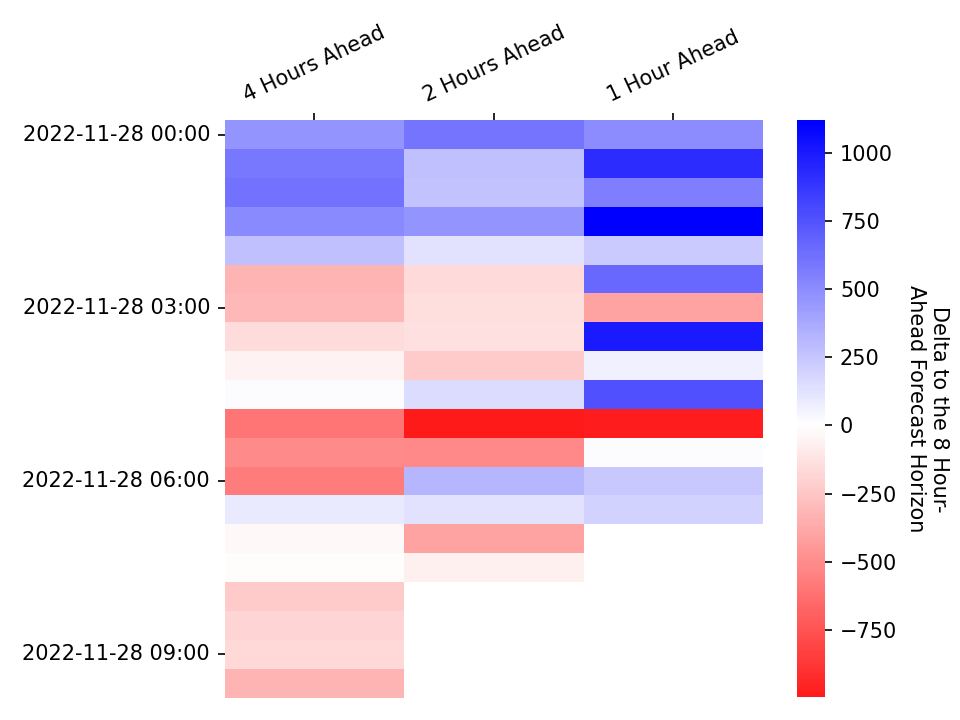 4 Hours Ahead
2 Hours Ahead
1 Hour Ahead
2022-11-28 00:00
2022-11-28 03:00
2022-11-28 06:00
2022-11-28 09:00
1000
750
500
250
0
−250
−500
−750
Delta to the 8 Hour-
Ahead Forecast Horizon